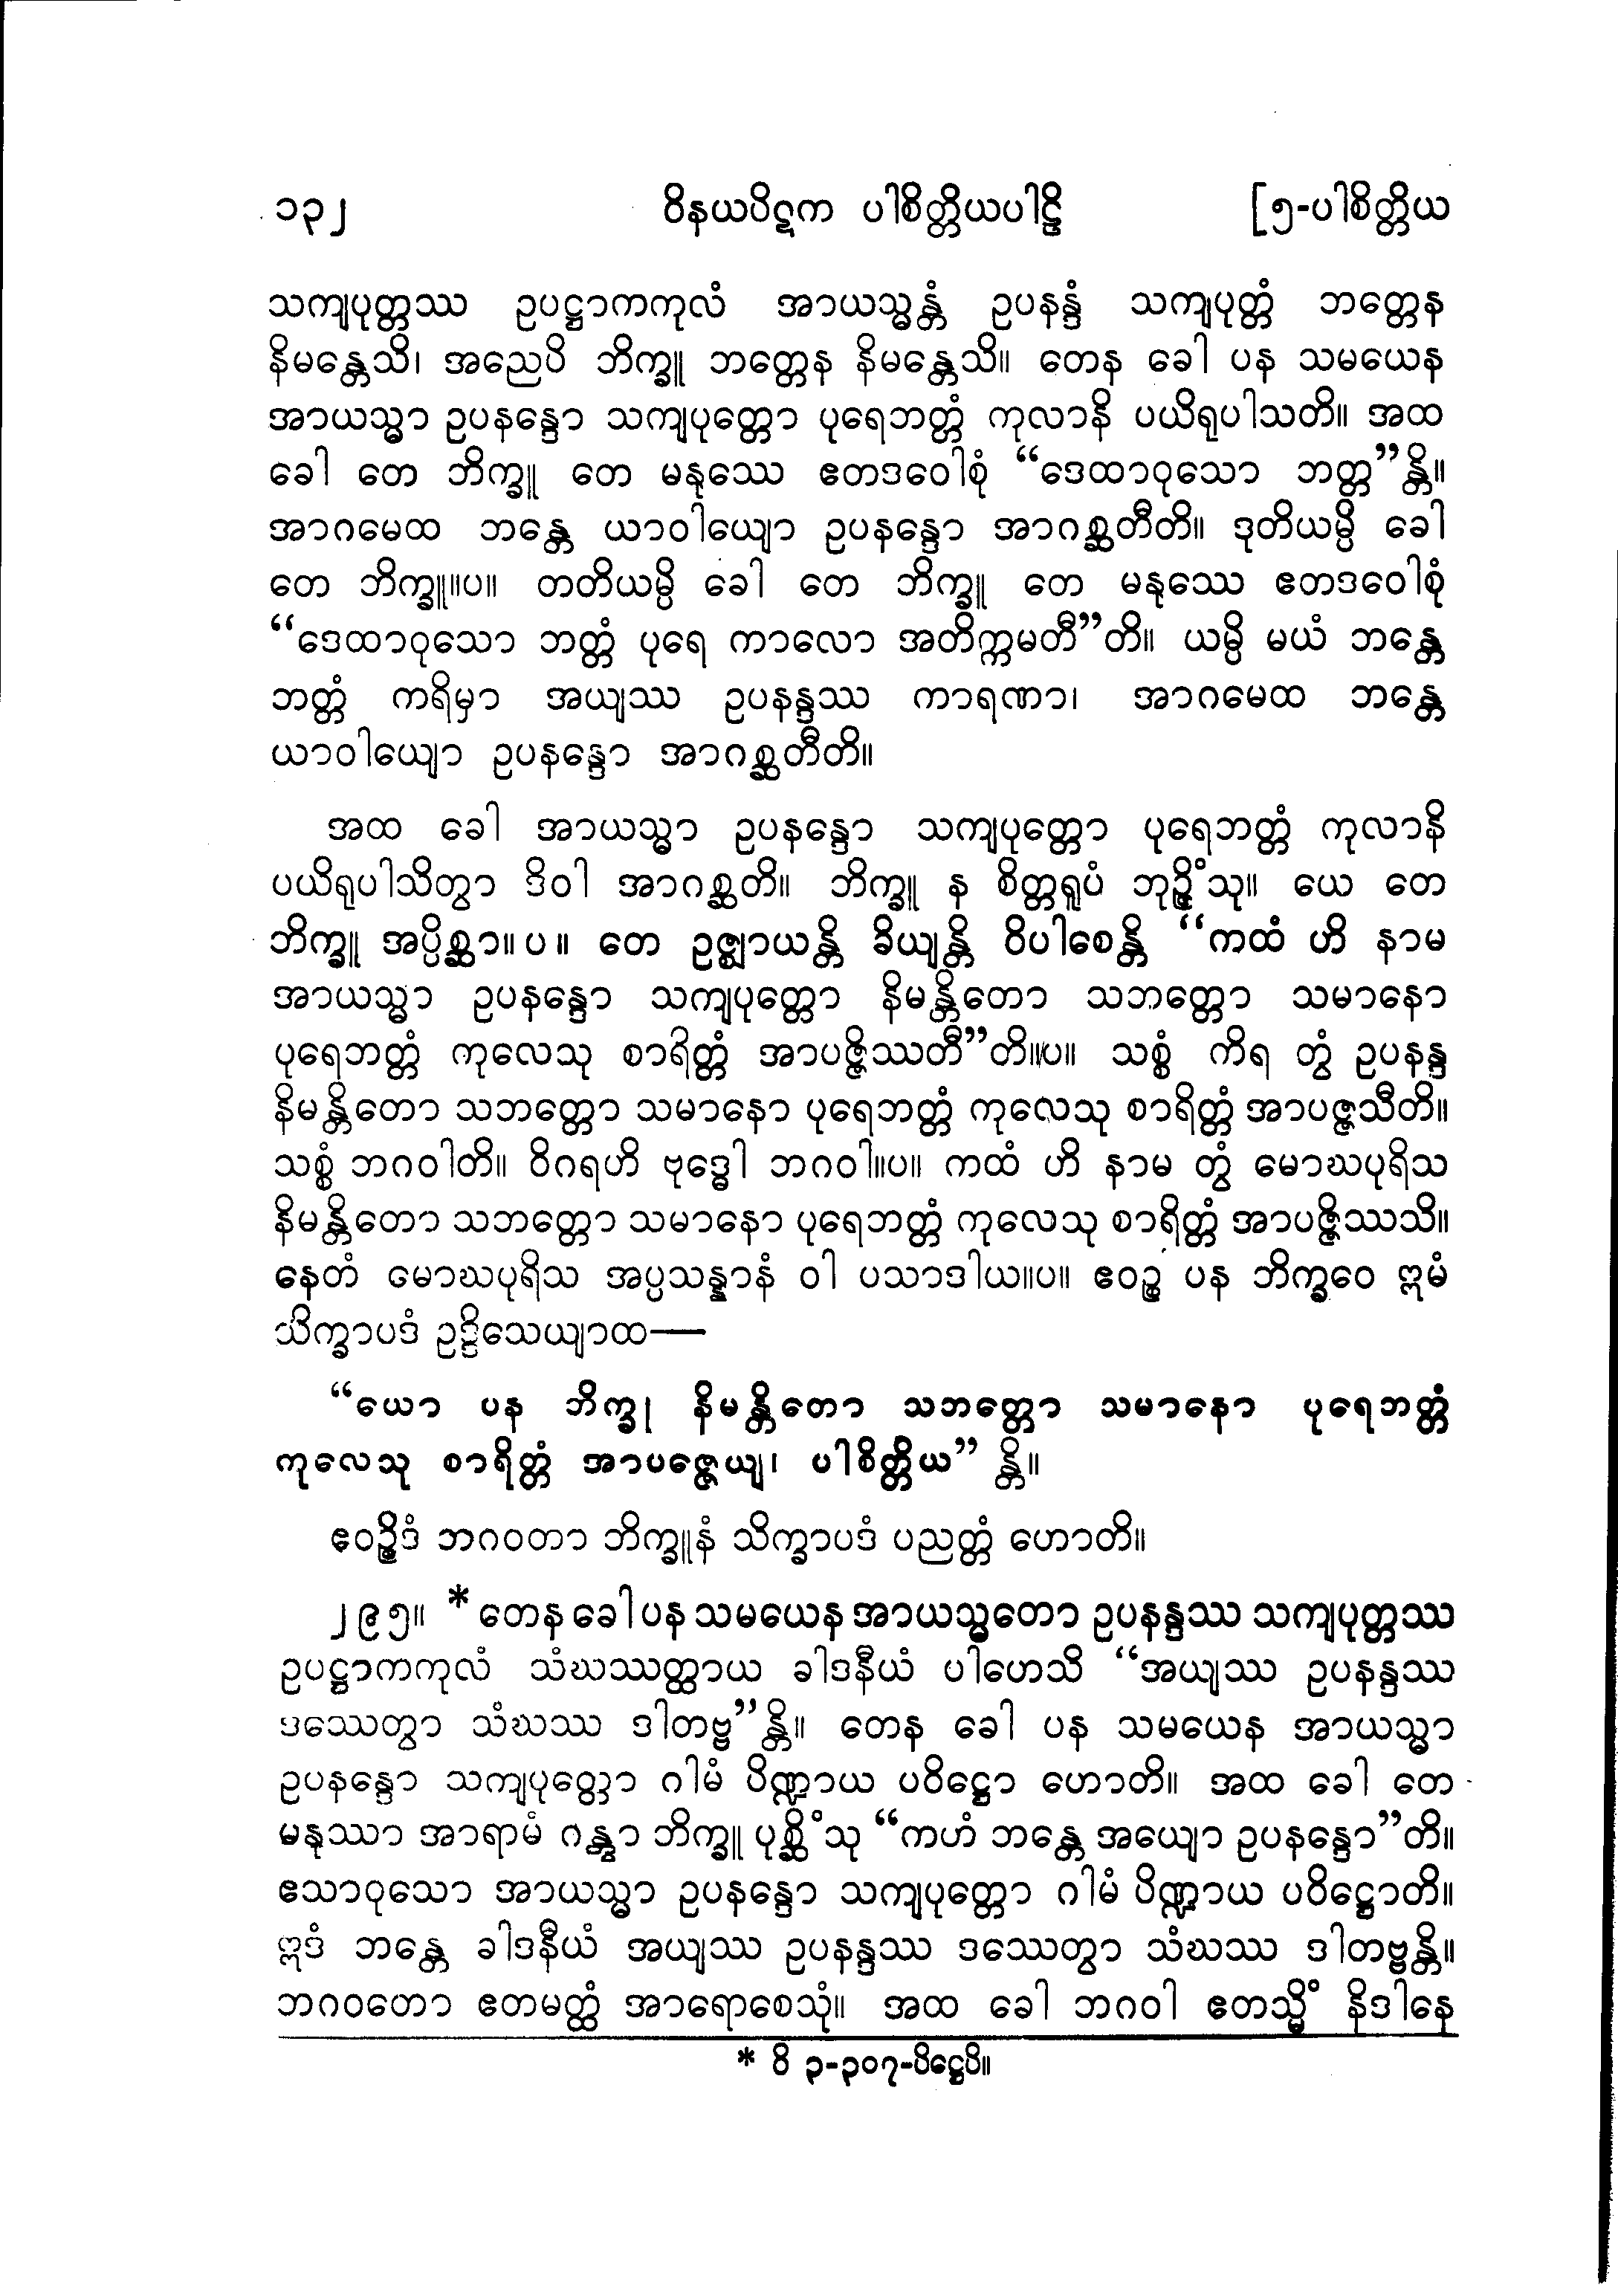 ၁၃၂ ဝိနယပိဋက ပါစိတ္တိယပါဠိ [၅-ပါစိတ္တိယ
သကျပုတ္တဿ ဥပဋ္ဌာကကုလံ အာယသ္မန္တံ ဥပနန္ဒံ သကျပုတ္တံ ဘတ္တေန
နိမန္တေသိ၊ အညေပိ ဘိက္ခူ ဘတ္တေန နိမန္တေသိ။ တေန ခေါ ပန သမယေန
အာယသ္မာ ဥပနန္ဒော သကျပုတ္တော ပုရေဘတ္တံ ကုလာနိ ပယိရုပါသတိ။ အထ
ခေါ တေ ဘိက္ခူ တေ မနုဿေ ဧတဒဝေါစုံ “ဒေထာဝုသော ဘတ္တ”န္တိ။
အာဂမေထ ဘန္တေ ယာဝါယျော ဥပနန္ဒော အာဂစ္ဆတီတိ။ ဒုတိယမ္ပိ ခေါ
တေ ဘိက္ခူ။ပ။ တတိယမ္ပိ ခေါ တေ ဘိက္ခူ တေ မနုဿေ ဧတဒဝေါစုံ
“ဒေထာဝုသော ဘတ္တံ ပုရေ ကာလော အတိက္ကမတီ”တိ။ ယမ္ပိ မယံ ဘန္တေ
ဘတ္တံ ကရိမှာ အယျဿ ဥပနန္ဒဿ ကာရဏာ၊ အာဂမေထ ဘန္တေ
ယာဝါယျော ဥပနန္ဒော အာဂစ္ဆတီတိ။
အထ ခေါ အာယသ္မာ ဥပနန္ဒော သကျပုတ္တော ပုရေဘတ္တံ ကုလာနိ
ပယိရုပါသိတွာ ဒိဝါ အာဂစ္ဆတိ။ ဘိက္ခူ န စိတ္တရူပံ ဘုဉ္ဇိံသု။ ယေ တေ
ဘိက္ခူ အပ္ပိစ္ဆာ။ပ။ တေ ဥဇ္ဈာယန္တိ ခိယျန္တိ ဝိပါစေန္တိ “ကထံ ဟိ နာမ
အာယသ္မာ ဥပနန္ဒော သကျပုတ္တော နိမန္တိတော သဘတ္တော သမာနော
ပုရေဘတ္တံ ကုလေသု စာရိတ္တံ အာပဇ္ဇိဿတီ”တိ။ပ။ သစ္စံ ကိရ တွံ ဥပနန္ဒ
နိမန္တိတော သဘတ္တော သမာနော ပုရေဘတ္တံ ကုလေသု စာရိတ္တံ အာပဇ္ဇသီတိ။
သစ္စံ ဘဂဝါတိ။ ဝိဂရဟိ ဗုဒ္ဓေါ ဘဂဝါ။ပ။ ကထံ ဟိ နာမ တွံ မောဃပုရိသ
နိမန္တိတော သဘတ္တော သမာနော ပုရေဘတ္တံ ကုလေသု စာရိတ္တံ အာပဇ္ဇိဿသိ။
နေတံ မောဃပုရိသ အပ္ပသန္နာနံ ဝါ ပသာဒါယ။ပ။ ဧဝဉ္စ ပန ဘိက္ခဝေ ဣမံ
သိက္ခာပဒံ ဥဒ္ဒိသေယျာထ—
“ယော ပန ဘိက္ခု နိမန္တိတော သဘတ္တော သမာနော ပုရေဘတ္တံ
ကုလေသု စာရိတ္တံ အာပဇ္ဇေယျ၊ ပါစိတ္တိယ” န္တိ။
ဧဝဉ္စိဒံ ဘဂဝတာ ဘိက္ခူနံ သိက္ခာပဒံ ပညတ္တံ ဟောတိ။
၂၉၅။ * တေန ခေါ ပန သမယေန အာယသ္မတော ဥပနန္ဒဿ သကျပုတ္တဿ
ဥပဋ္ဌာကကုလံ သံဃဿတ္ထာယ ခါဒနီယံ ပါဟေသိ “အယျဿ ဥပနန္ဒဿ
ဒဿေတွာ သံဃဿ ဒါတဗ္ဗ”န္တိ။ တေန ခေါ ပန သမယေန အာယသ္မာ
ဥပနန္ဒော သကျပုတ္တော ဂါမံ ပိဏ္ဍာယ ပဝိဋ္ဌော ဟောတိ။ အထ ခေါ တေ
မနုဿာ အာရာမံ ဂန္တွာ ဘိက္ခူ ပုစ္ဆိံသု “ကဟံ ဘန္တေ အယျော ဥပနန္ဒော”တိ။
ဧသာဝုသော အာယသ္မာ ဥပနန္ဒော သကျပုတ္တော ဂါမံ ပိဏ္ဍာယ ပဝိဋ္ဌောတိ။
ဣဒံ ဘန္တေ ခါဒနီယံ အယျဿ ဥပနန္ဒဿ ဒဿေတွာ သံဃဿ ဒါတဗ္ဗန္တိ။
ဘဂဝတော ဧတမတ္ထံ အာရောစေသုံ။ အထ ခေါ ဘဂဝါ ဧတသ္မိံ နိဒါနေ
* ဝိ ၃-၃၀၇-ပိဋ္ဌေပိ။